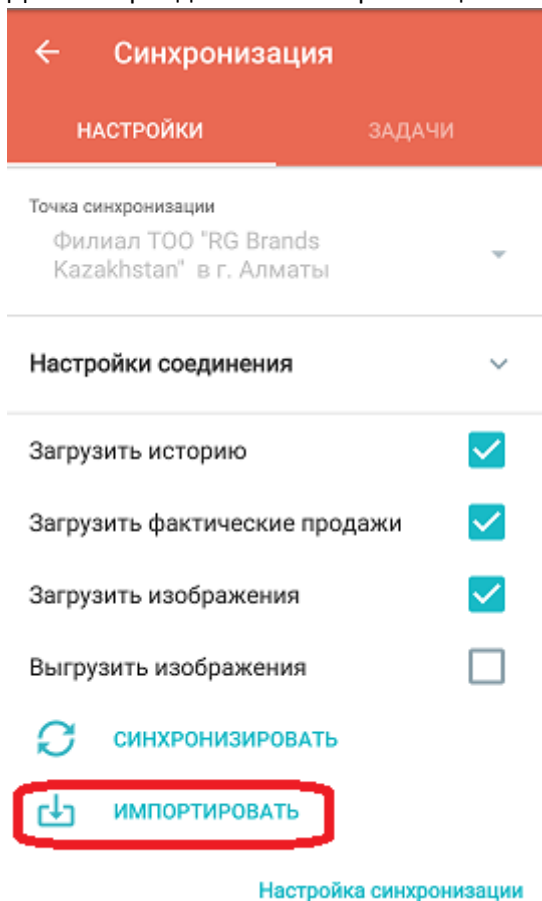 Синхронизация
НАСТРОЙКИ ЗАДАЧИ
Точка синхронизации
Филиал ТОО "RG Brands
Kazakhstan" в г. Алматы
Настройки соединения
Загрузить историю
Загрузить фактические продажи
Загрузить изображения
Выгрузить изображения
СИНХРОНИЗИРОВАТЬ
ИМПОРТИРОВАТЬ
Настройка синхронизации